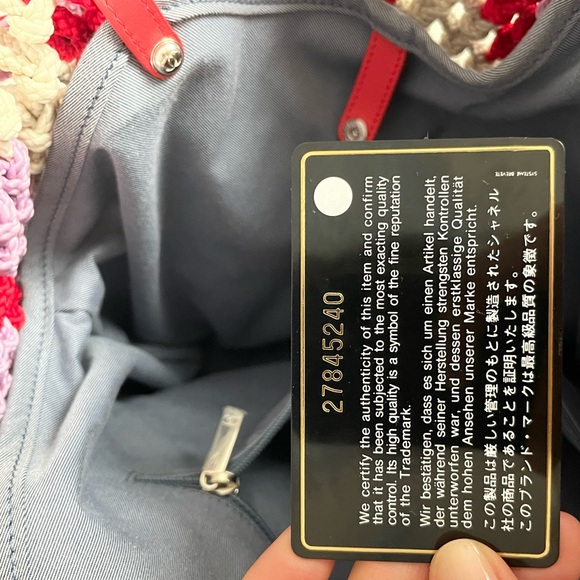 SYSTEME BREVETE
27845240
We certify the authenticity of this item and confirm
that it has been subjected to the most exacting quality
control. Its high quality is a symbol of the fine reputation
of the Trademark.
Wir bestätigen, dass es sich um einen Artikel handelt,
der während seiner Herstellung strengsten Kontrollen
unterworfen war, und dessen erstklassige Qualität
dem hohen Ansehen unserer Marke entspricht.
この製品は厳しい管理のもとに製造されたシャネル
社の商品であることを証明いたします。
このブランド・マークは最高級品質の象徴です。